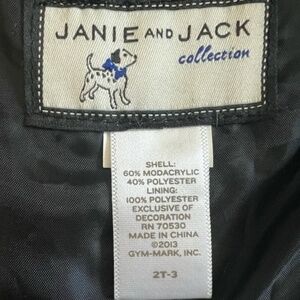 JANIE AND JACK
collection
SHELL:
60% MODACRYLIC
40% POLYESTER
LINING:
100% POLYESTER
EXCLUSIVE OF
DECORATION
RN 70530
MADE IN CHINA
©2013
GYM-MARK, INC.
2T-3